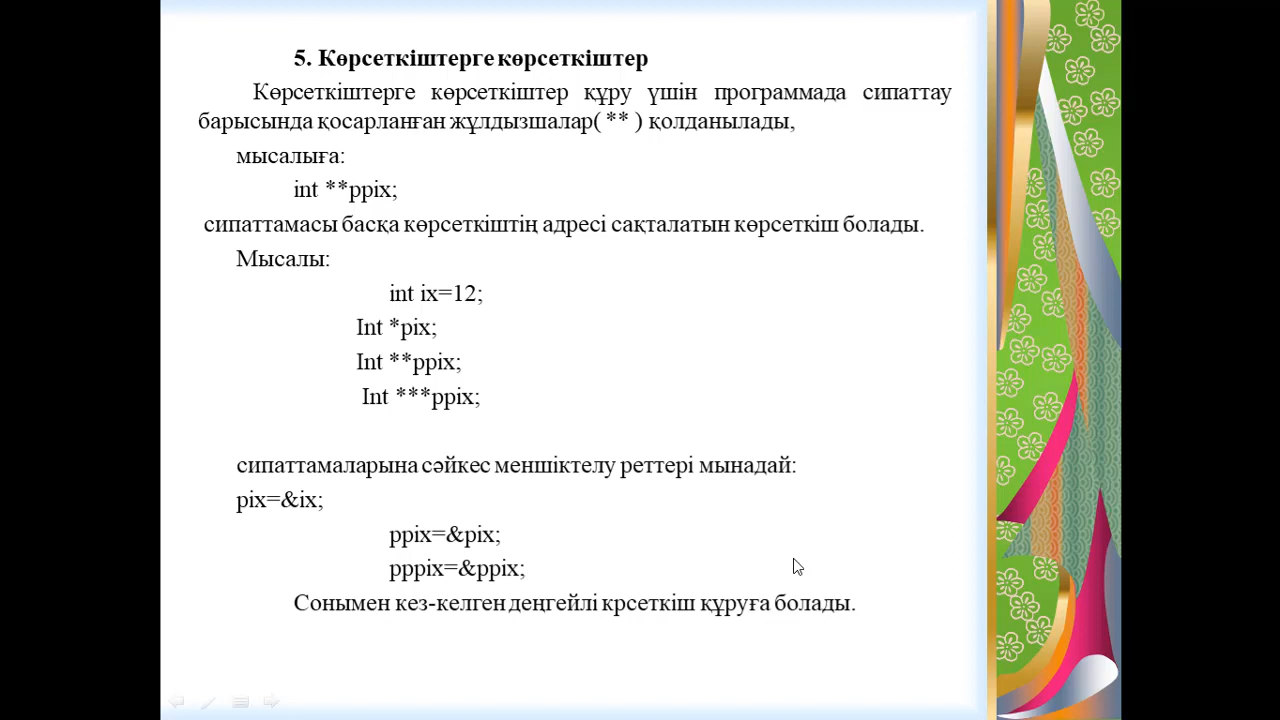 5. Көрсеткіштерге көрсеткіштер
Көрсеткіштерге көрсеткіштер құру үшін программада сипаттау
барысында қосарланған жұлдызшалар( ** ) қолданылады,
мысалыға:
int **ppix;
сипаттамасы басқа көрсеткіштің адресі сақталатын көрсеткіш болады.
Мысалы:
int ix=12;
Int *pix;
Int **ppix;
Int ***ppix;
сипаттамаларына сәйкес меншіктелу реттері мынадай:
pix=&ix;
ppix=&pix;
pppix=&ppix;
Сонымен кез-келген деңгейлі крсеткіш құруға болады.